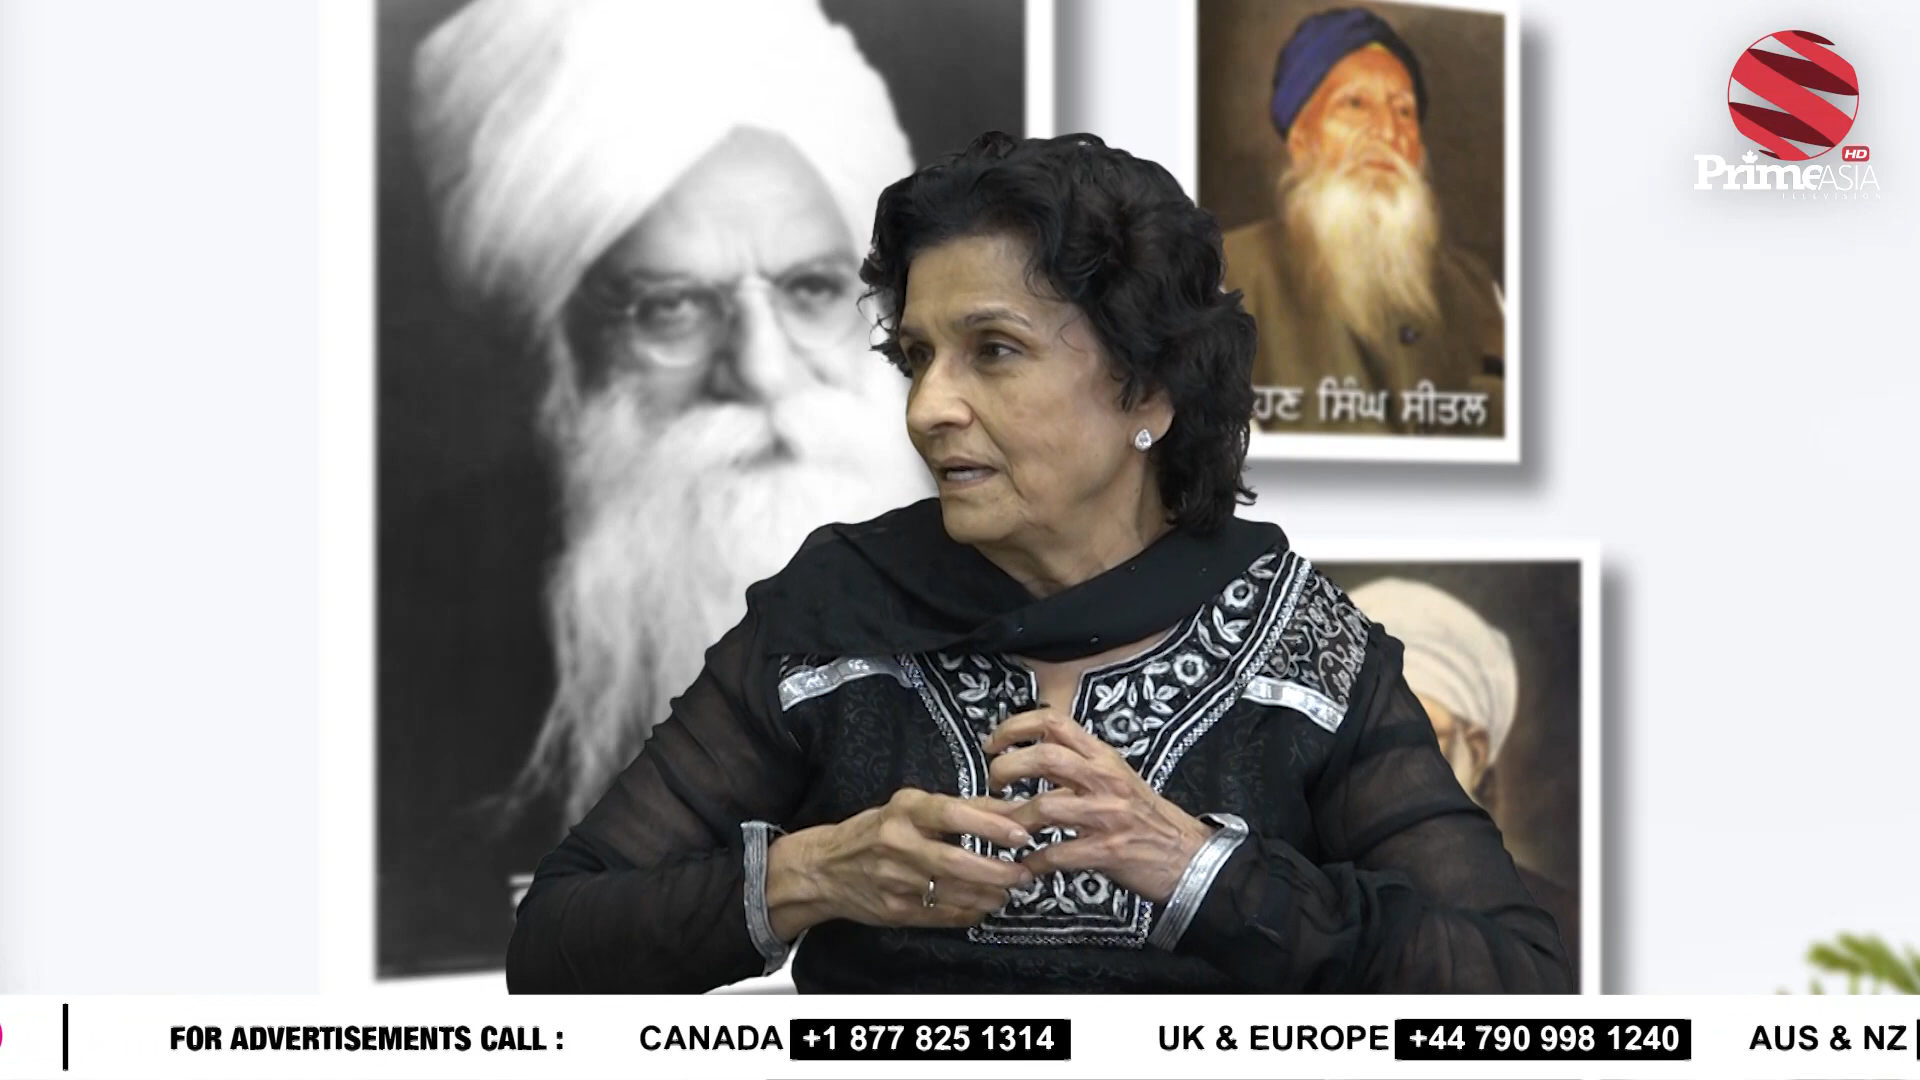 HD
PrimeASIA
TELEVISION
ਸਿੰਘ ਸੀਤਲ
FOR ADVERTISEMENTS CALL : CANADA +1 877 825 1314 UK & EUROPE +44 790 998 1240 AUS & NZ